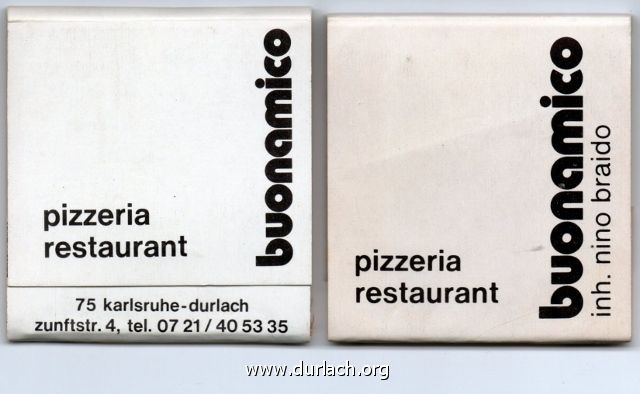 pizzeria
restaurant
buonamico
75 karlsruhe-durlach
zunftstr. 4, tel. 07 21 / 40 53 35
pizzeria
restaurant
buonamico
inh. nino braido
www.durlach.org